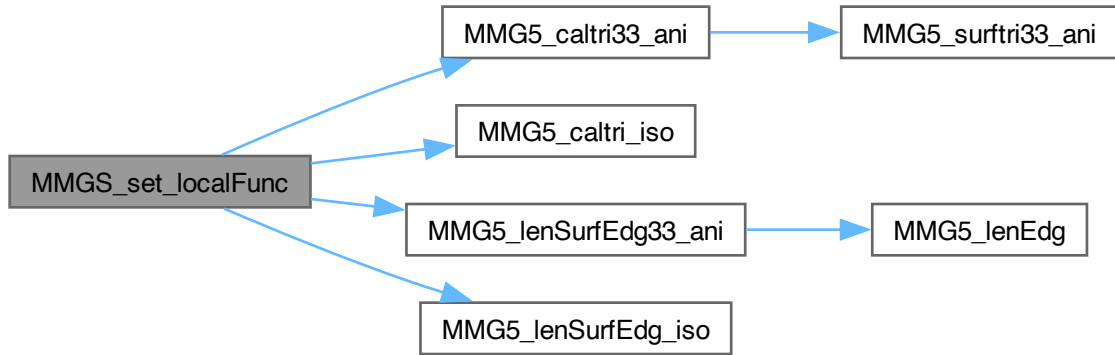 MMGS_set_localFunc
MMG5_caltri33_ani
MMG5_surftri33_ani
MMG5_caltri_iso
MMG5_lenSurfEdg33_ani
MMG5_lenEdg
MMG5_lenSurfEdg_iso